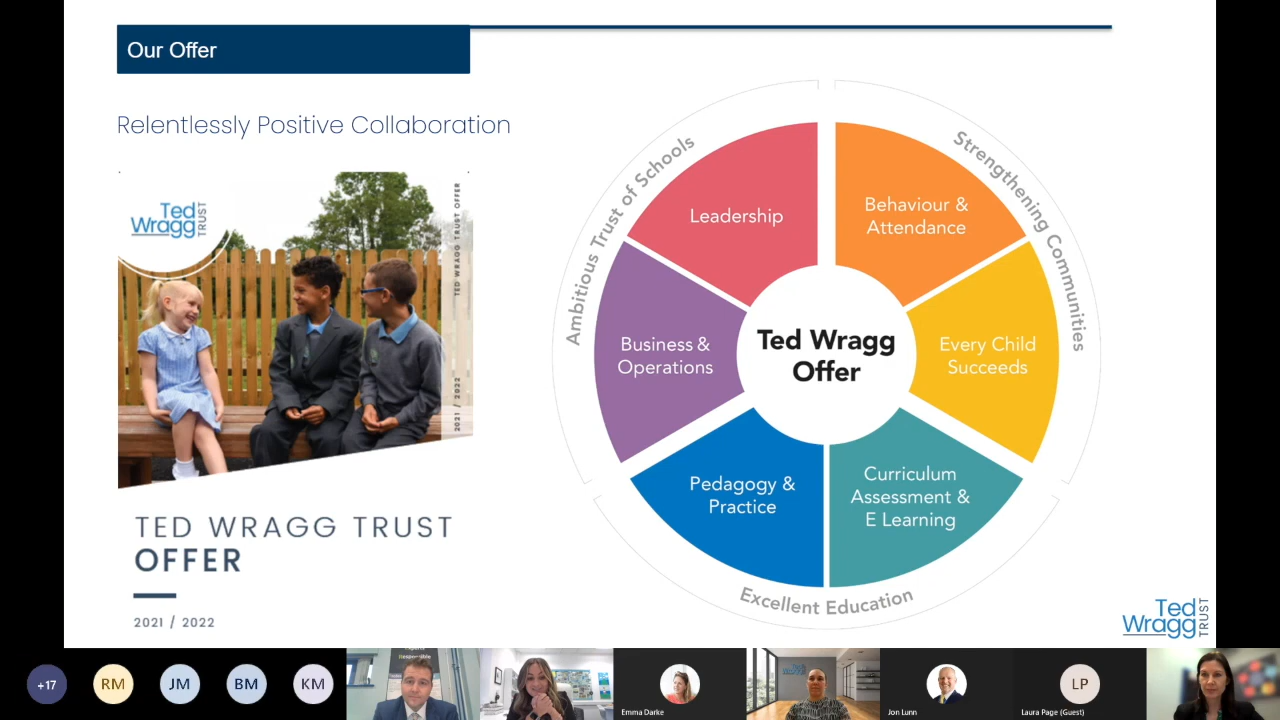 Our Offer
Relentlessly Positive Collaboration
Ted
Wragg
TRUST
TED WRAGG TRUST OFFER
2021 / 2022
TED WRAGG TRUST
OFFER
2021 / 2022
Ambitious Trust of Schools
Strengthening Communities
Excellent Education
Leadership
Behaviour &
Attendance
Business &
Operations
Ted Wragg
Offer
Every Child
Succeeds
Pedagogy &
Practice
Curriculum
Assessment &
E Learning
Ted
Wragg
TRUST
+17
RM
JM
BM
KM
Emma Darke
Jon Lunn
LP
Laura Page (Guest)